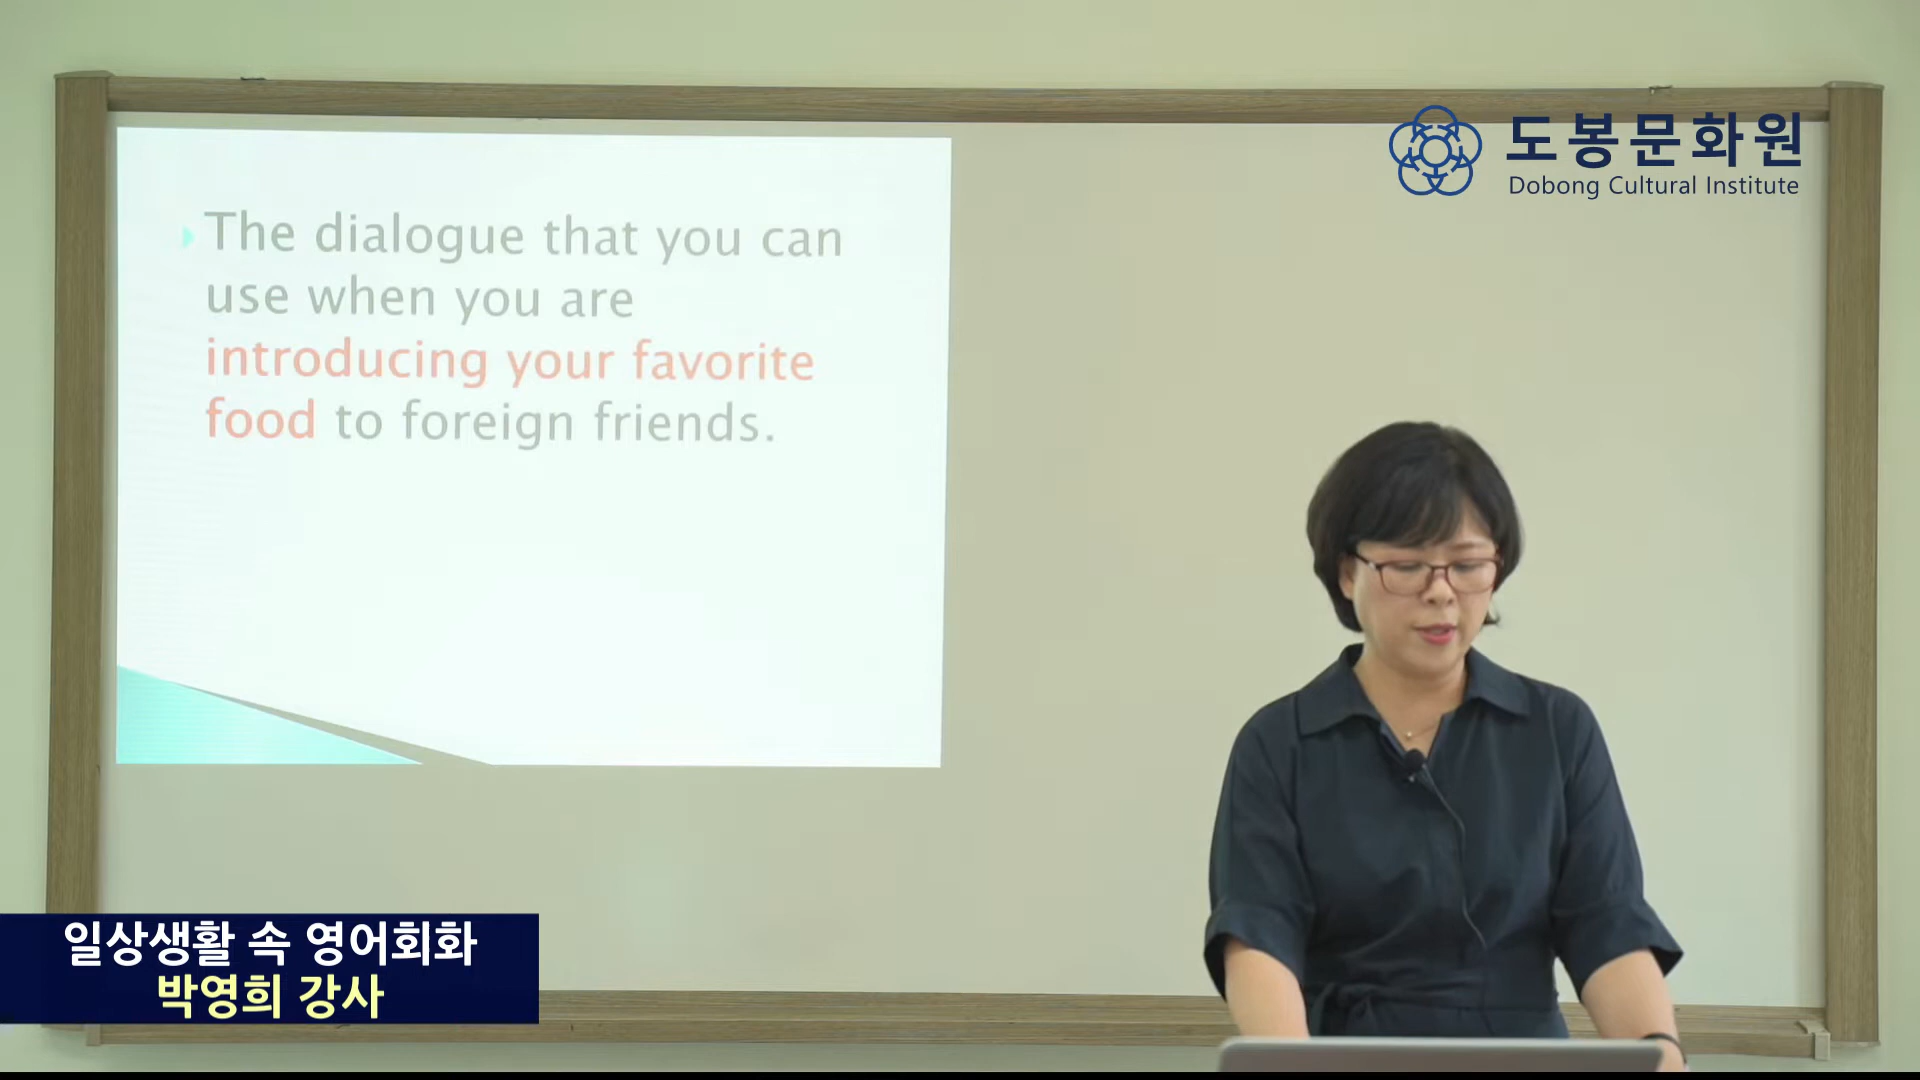 도봉문화원
Dobong Cultural Institute
The dialogue that you can
use when you are
introducing your favorite
food to foreign friends.
일상생활 속 영어회화
박영희 강사